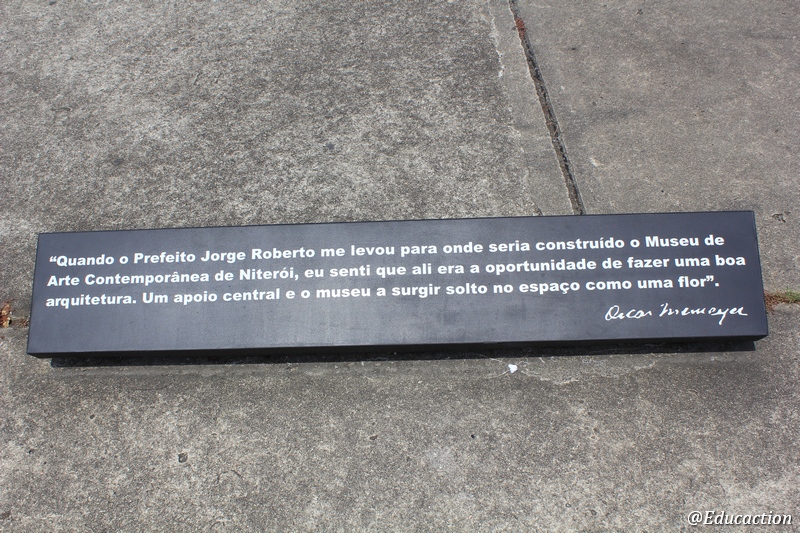 “Quando o Prefeito Jorge Roberto me levou para onde seria construído o Museu de
Arte Contemporânea de Niterói, eu senti que ali era a oportunidade de fazer uma boa
arquitetura. Um apoio central e o museu a surgir solto no espaço como uma flor”.
Oscar Niemeyer
@Educaction